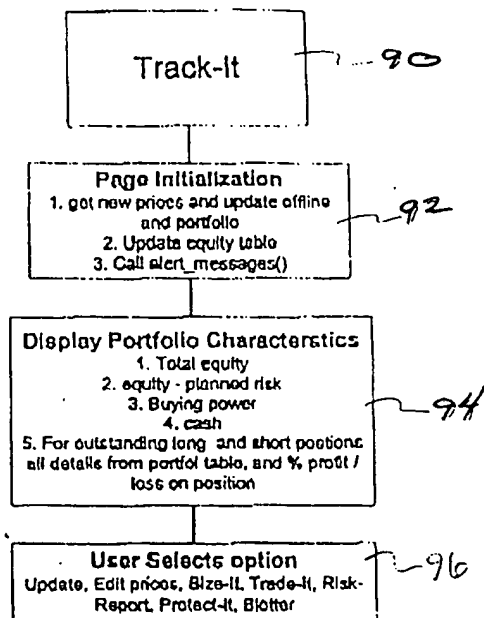 Track-It
90
Page Initialization
1. get new prices and update offline
and portfolio
2. Update equity table
3. Call alert_messages()
92
Display Portfolio Characterstics
1. Total equity
2. equity - planned risk
3. Buying power
4. cash
5. For outstanding long and short postions
all details from portfol table, and % profit /
loss on position
94
User Selects option
Update, Edit prices, Size-It, Trade-It, Risk-
Report, Protect-It, Blotter
96